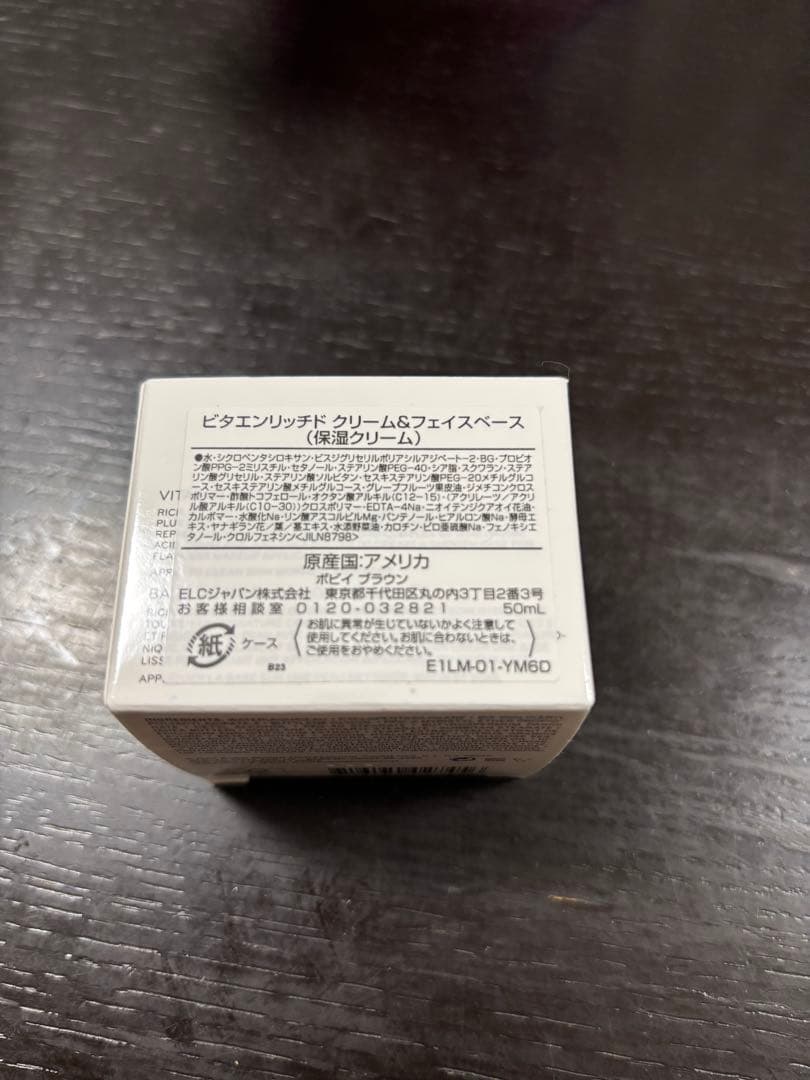 ビタエンリッチド クリーム&フェイスベース
(保湿クリーム)
●水・シクロペンタシロキサン・ビスジグリセリルポリアシルアジペート-2・BG・プロピオ
ン酸PPG-2ミリスチル・セタノール・ステアリン酸PEG-40・シア脂・スクワラン・ステア
リン酸グリセリル・ステアリン酸ソルビタン・セスキステアリン酸PEG-20メチルグルコ
ース・セスキステアリン酸メチルグルコース・グレープフルーツ果皮油・ジメチコンクロス
ポリマー・酢酸トコフェロール・オクタン酸アルキル(C12-15)・(アクリレーツ/アクリ
ル酸アルキル(C10-30))クロスポリマー・EDTA-4Na・ニオイテンジクアオイ花油・
カルボマー・水酸化Na・リン酸アスコルビルMg・パンテノール・ヒアルロン酸Na・酵母エ
キス・ヤナギラン花/葉/茎エキス・水添野菜油・カロチン・ピロ亜硫酸Na・フェノキシエ
タノール・クロルフェネシン<JILN8798>
原産国:アメリカ
ボビイ ブラウン
ELCジャパン株式会社 東京都千代田区丸の内3丁目2番3号
お客様相談室 0120-032821 50mL
紙 ケース
お肌に異常が生じていないかよく注意して
使用してください。お肌に合わないときは、
ご使用をおやめください。
B23
E1LM-01-YM6D
VIT
RIC
PLU
REP
ACI
FLA
APP
BA
RIC
TOU
ET F
NIQ
LISS
APP